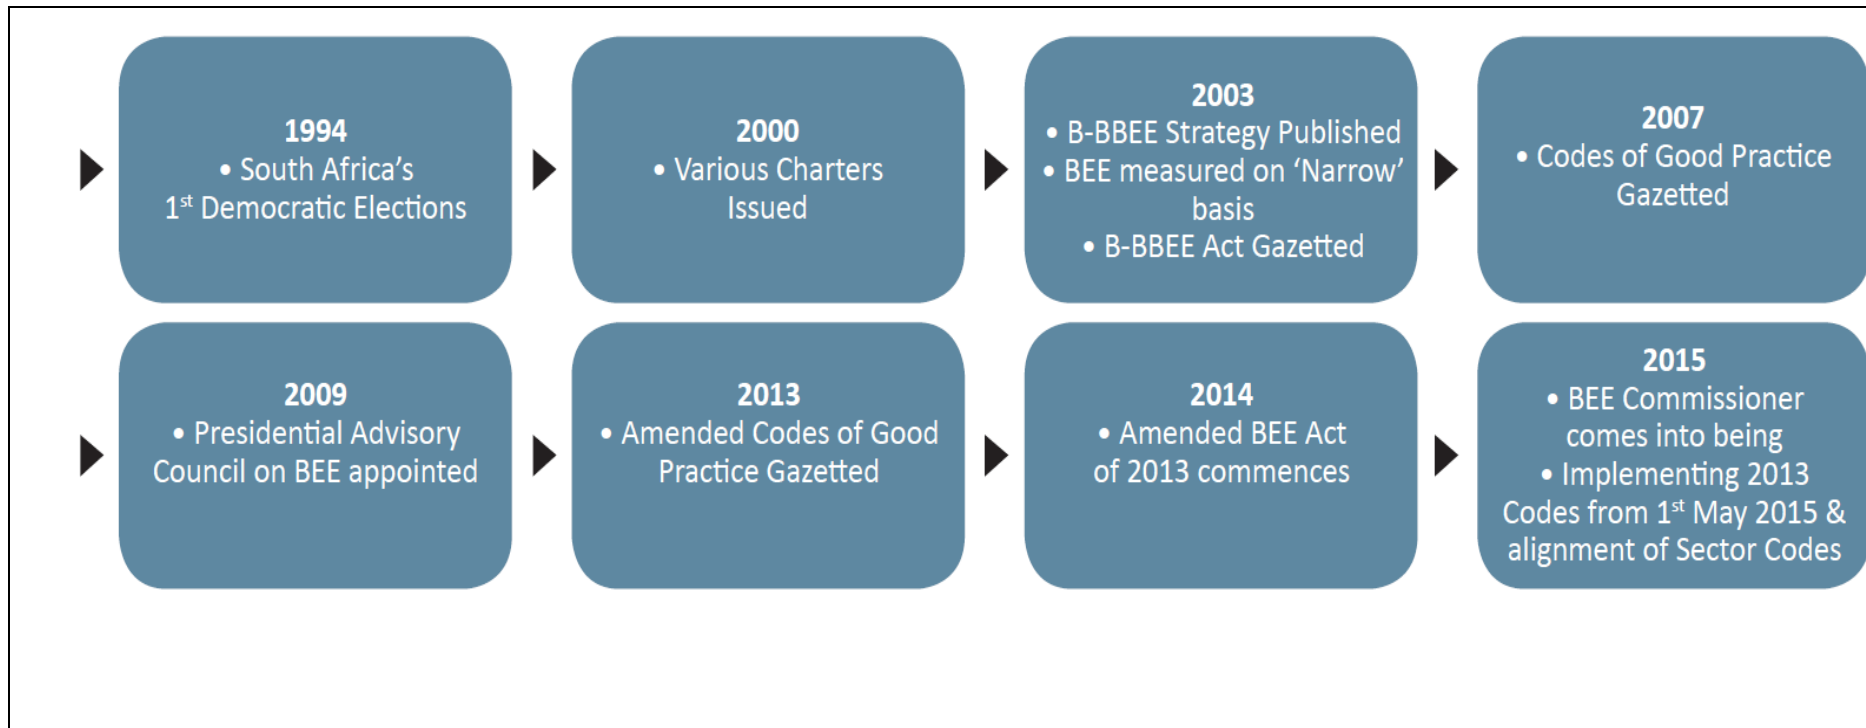 1994
• South Africa’s
1st Democratic Elections
2000
• Various Charters
Issued
2003
• B-BBEE Strategy Published
• BEE measured on ‘Narrow’
basis
• B-BBEE Act Gazetted
2007
• Codes of Good Practice
Gazetted
2009
• Presidential Advisory
Council on BEE appointed
2013
• Amended Codes of Good
Practice Gazetted
2014
• Amended BEE Act
of 2013 commences
2015
• BEE Commissioner
comes into being
• Implementing 2013
Codes from 1st May 2015 &
alignment of Sector Codes